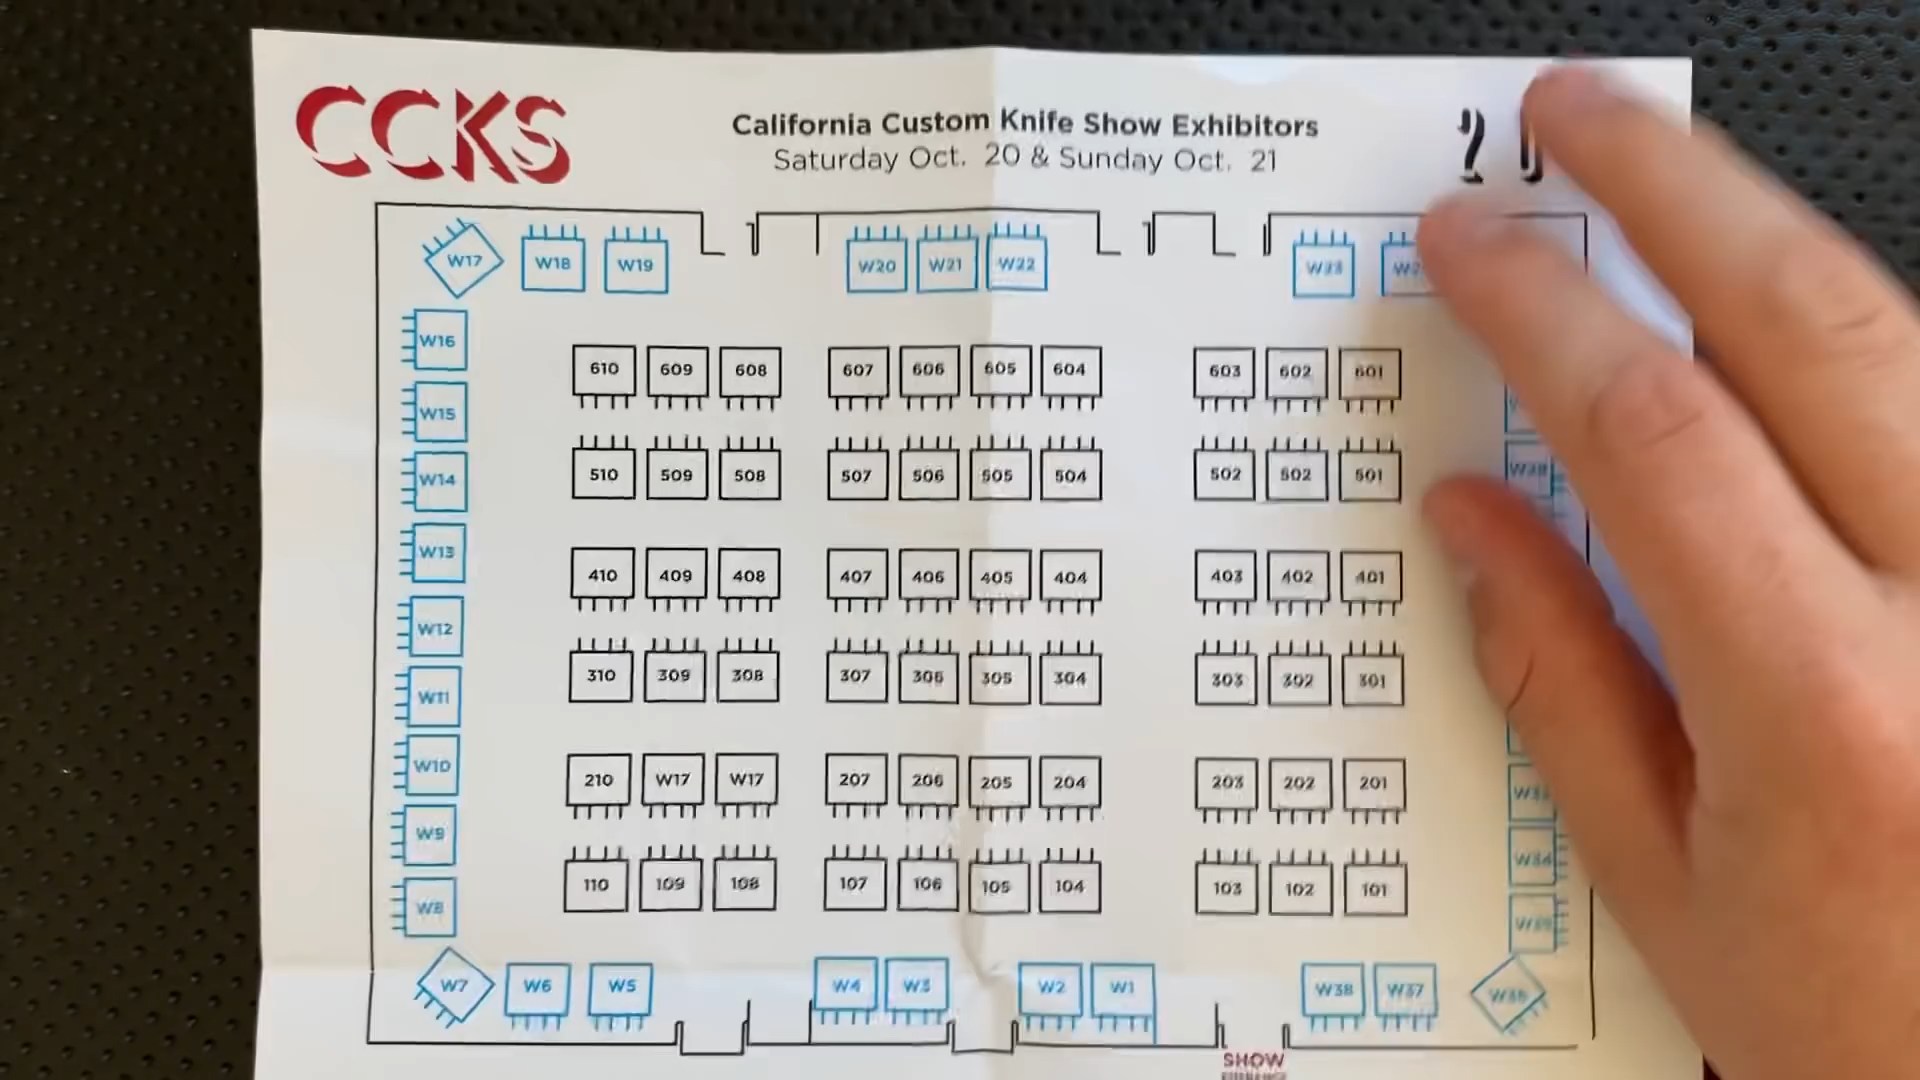 CCKS
California Custom Knife Show Exhibitors
Saturday Oct. 20 & Sunday Oct. 21
W17 W18 W19 W20 W21 W22 W23
W16
610 609 608 607 606 605 604 603 602 601
W15
W14
510 509 508 507 506 505 504 502 502 501
W13
410 409 408 407 406 405 404 403 402 401
W12
W11
310 309 308 307 306 305 304 303 302 301
W10
210 W17 W17 207 206 205 204 203 202 201
W9
W34
110 109 108 107 106 105 104 103 102 101
W8
W7 W6 W5 W4 W3 W2 W1 W38 W37 W36
SHOW